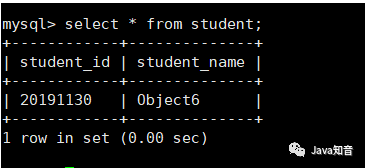 mysql> select * from student;
+------------+--------------+
| student_id | student_name |
+------------+--------------+
| 20191130   | Object6      |
+------------+--------------+
1 row in set (0.00 sec)
Java知音